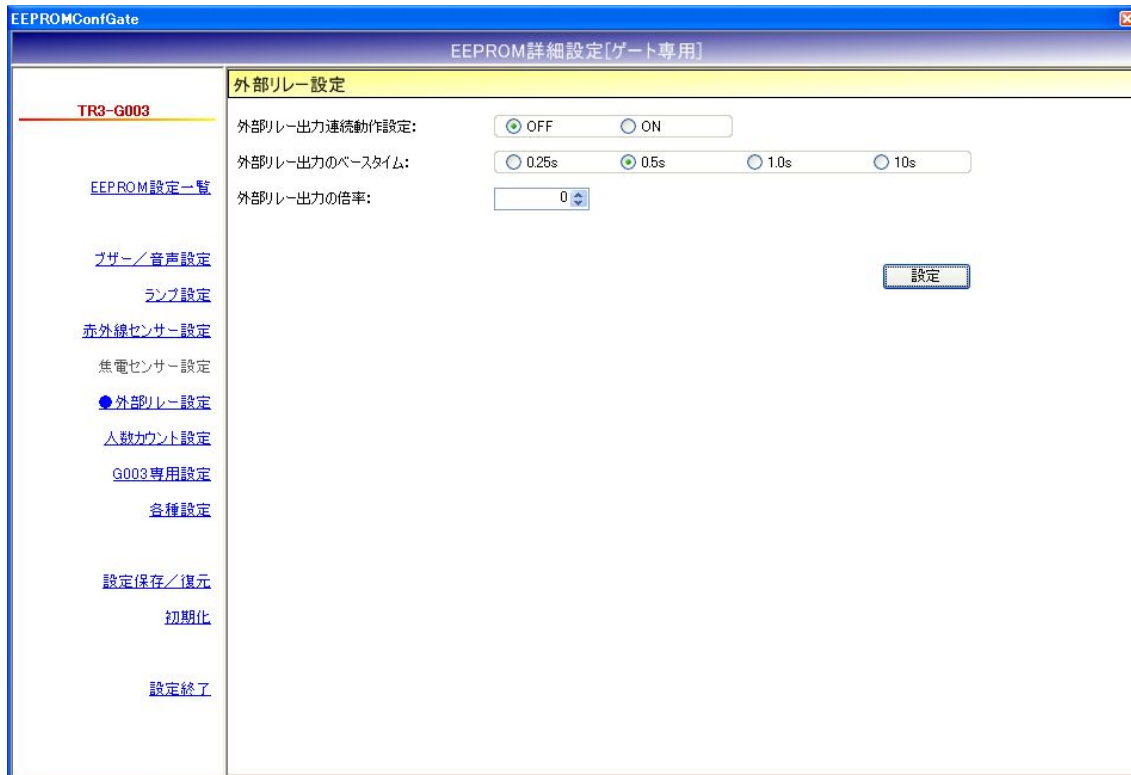 EEPROMConfGate
EEPROM詳細設定[ゲート専用]
TR3-G003
EEPROM設定一覧
ブザー／音声設定
ランプ設定
赤外線センサー設定
焦電センサー設定
●外部リレー設定
人数カウント設定
G003専用設定
各種設定
設定保存／復元
初期化
設定終了
外部リレー設定
外部リレー出力連続動作設定: OFF ON
外部リレー出力のベースタイム: 0.25s 0.5s 1.0s 10s
外部リレー出力の倍率: 0
設定